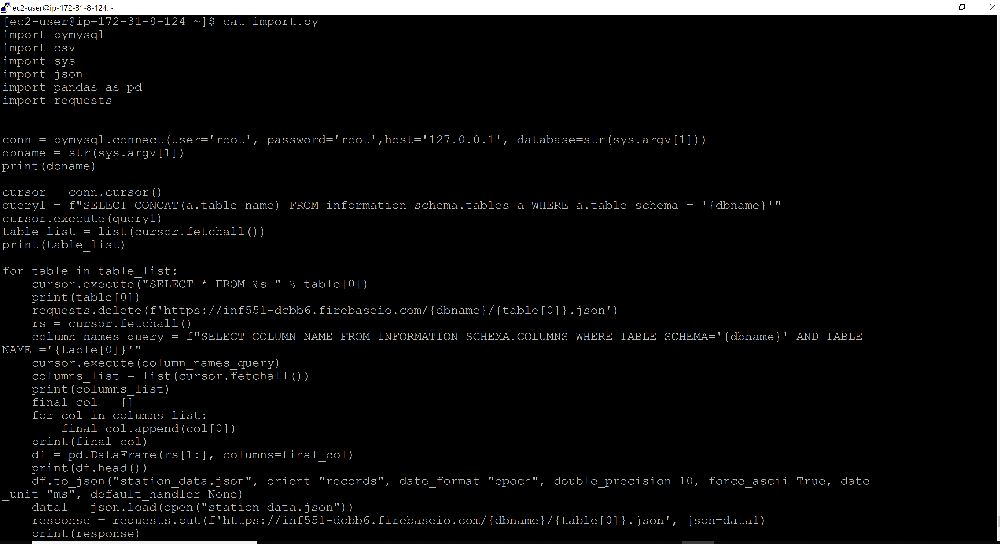 ec2-user@ip-172-31-8-124:~
[ec2-user@ip-172-31-8-124 ~]$ cat import.py
import pymysql
import csv
import sys
import json
import pandas as pd
import requests
conn = pymysql.connect(user='root', password='root',host='127.0.0.1', database=str(sys.argv[1]))
dbname = str(sys.argv[1])
print(dbname)
cursor = conn.cursor()
query1 = f"SELECT CONCAT(a.table_name) FROM information_schema.tables a WHERE a.table_schema = '{dbname}'"
cursor.execute(query1)
table_list = list(cursor.fetchall())
print(table_list)
for table in table_list:
    cursor.execute("SELECT * FROM %s " % table[0])
    print(table[0])
    requests.delete(f'https://inf551-dcbb6.firebaseio.com/{dbname}/{table[0]}.json')
    rs = cursor.fetchall()
    column_names_query = f"SELECT COLUMN_NAME FROM INFORMATION_SCHEMA.COLUMNS WHERE TABLE_SCHEMA='{dbname}' AND TABLE_
NAME ='{table[0]}'"
    cursor.execute(column_names_query)
    columns_list = list(cursor.fetchall())
    print(columns_list)
    final_col = []
    for col in columns_list:
        final_col.append(col[0])
    print(final_col)
    df = pd.DataFrame(rs[1:], columns=final_col)
    print(df.head())
    df.to_json("station_data.json", orient="records", date_format="epoch", double_precision=10, force_ascii=True, date
_unit="ms", default_handler=None)
    data1 = json.load(open("station_data.json"))
    response = requests.put(f'https://inf551-dcbb6.firebaseio.com/{dbname}/{table[0]}.json', json=data1)
    print(response)